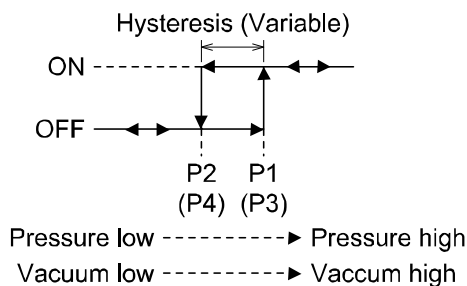 Hysteresis (Variable)
ON
OFF
P2 P1
(P4) (P3)
Pressure low Pressure high
Vacuum low Vaccum high